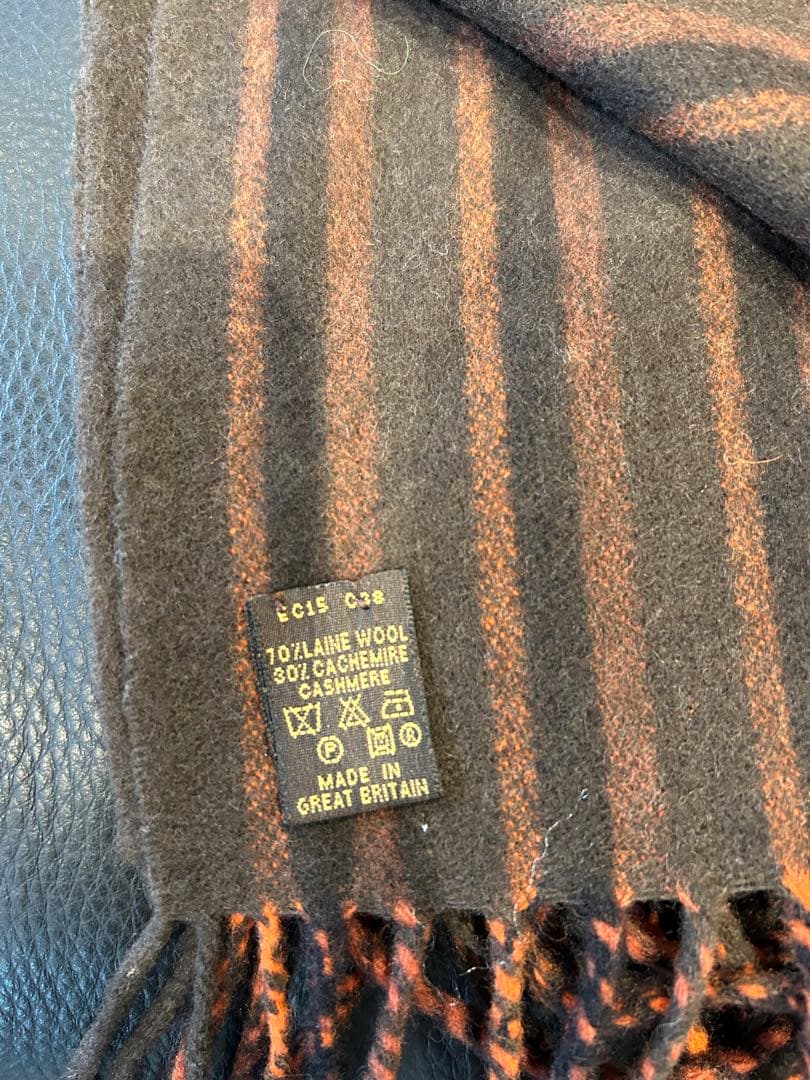 EC15 C38
70% LAINE WOOL
30% CACHEMIRE
CASHMERE
P M R
MADE IN
GREAT BRITAIN